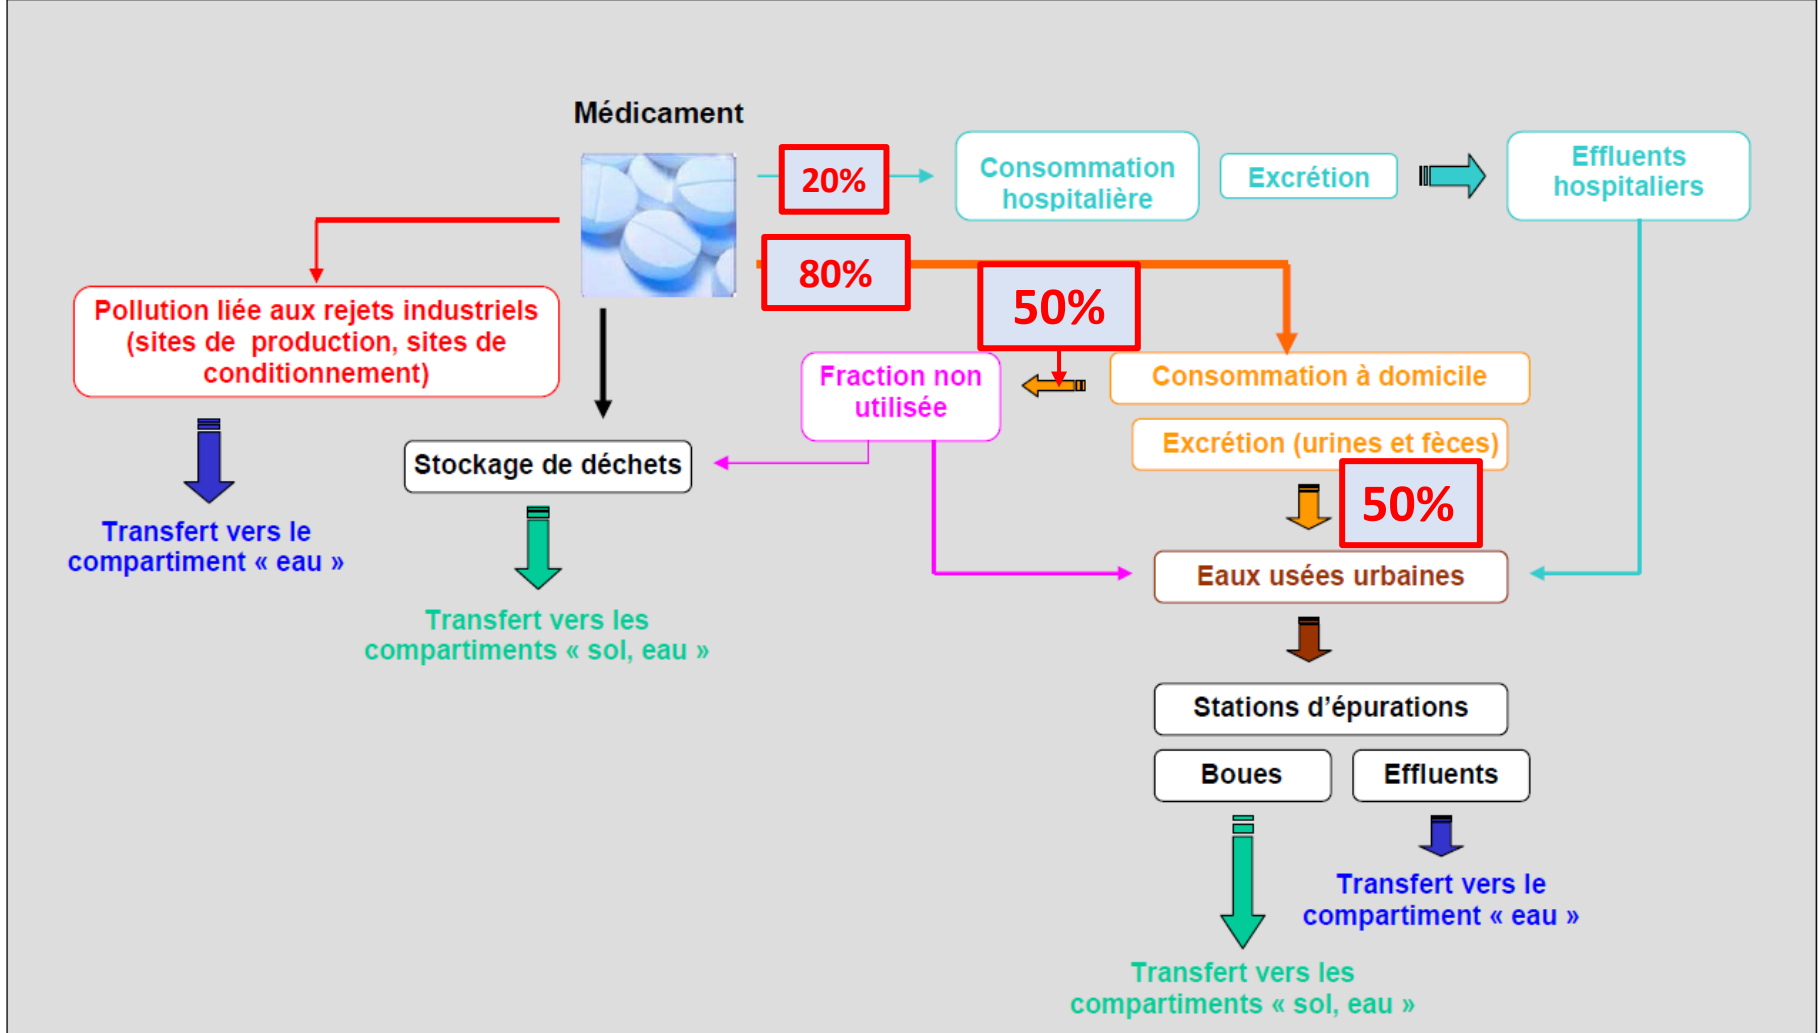 Médicament
20%
Consommation
hospitalière
Excrétion
Effluents
hospitaliers
80%
50%
Pollution liée aux rejets industriels
(sites de production, sites de
conditionnement)
Fraction non
utilisée
Consommation à domicile
Excrétion (urines et fèces)
Stockage de déchets
50%
Transfert vers le
compartiment « eau »
Eaux usées urbaines
Transfert vers les
compartiments « sol, eau »
Stations d’épurations
Boues
Effluents
Transfert vers le
compartiment « eau »
Transfert vers les
compartiments « sol, eau »